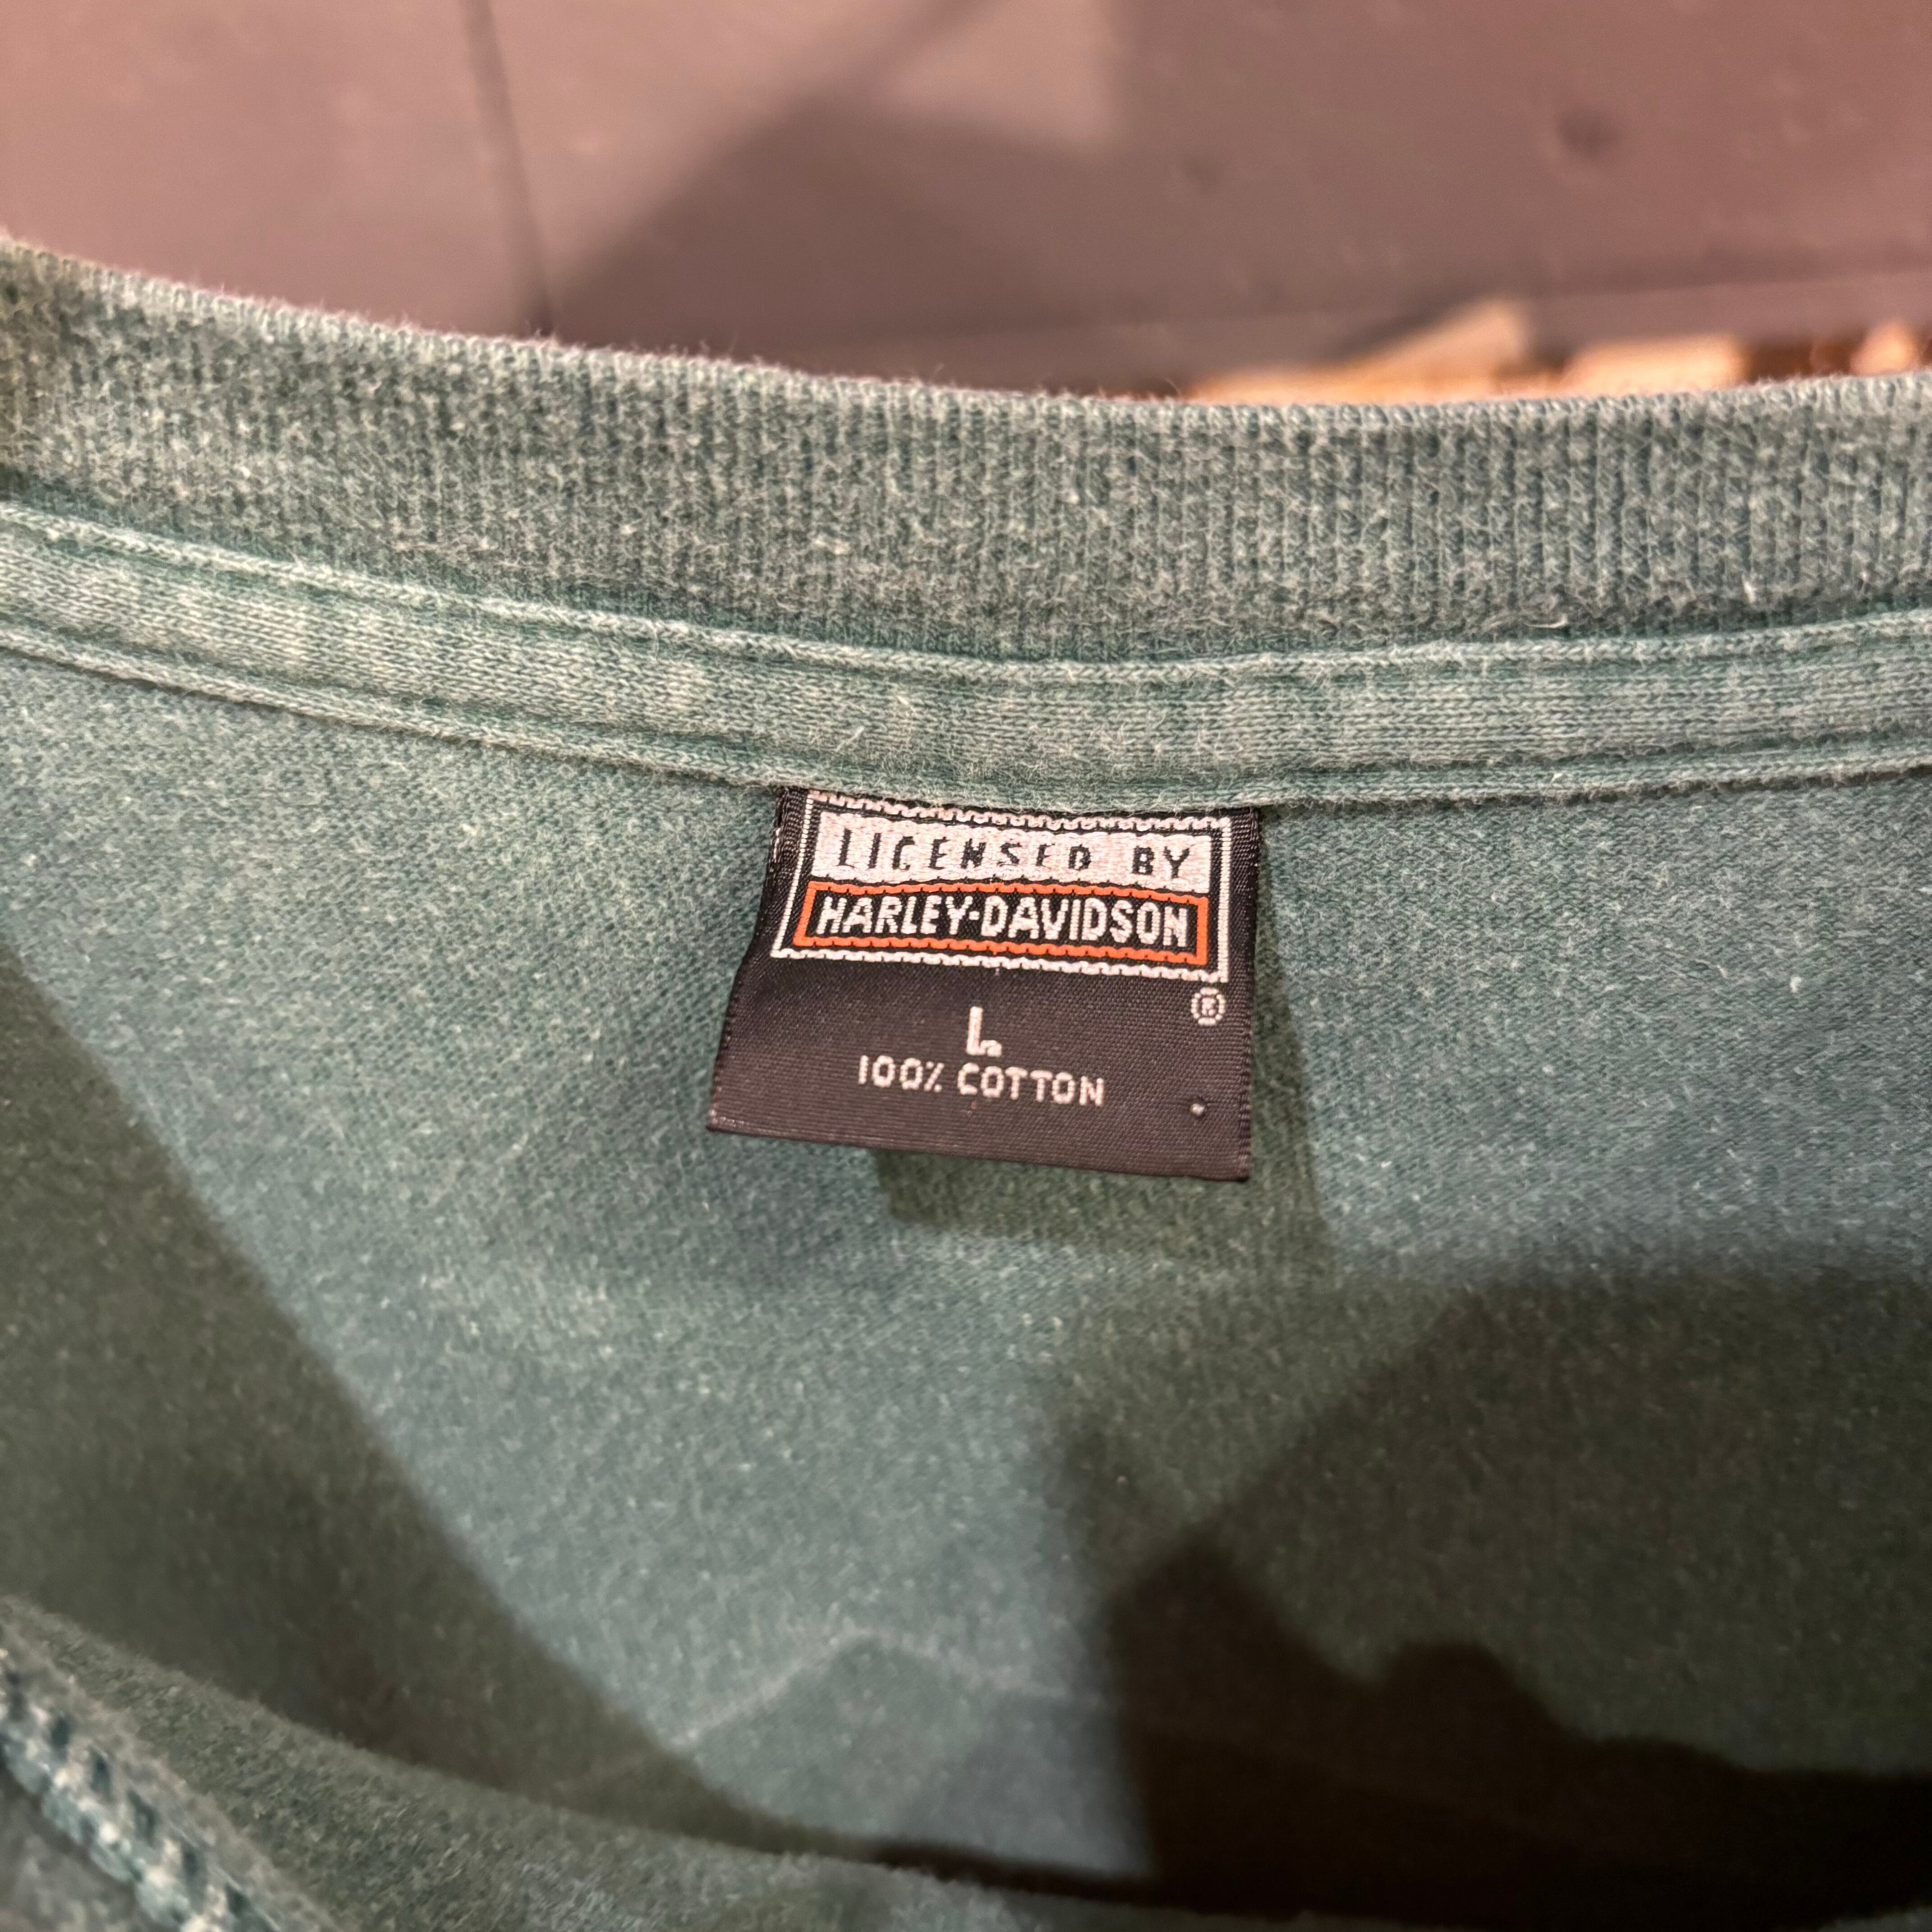 LICENSED BY
HARLEY-DAVIDSON
®
L
100% COTTON